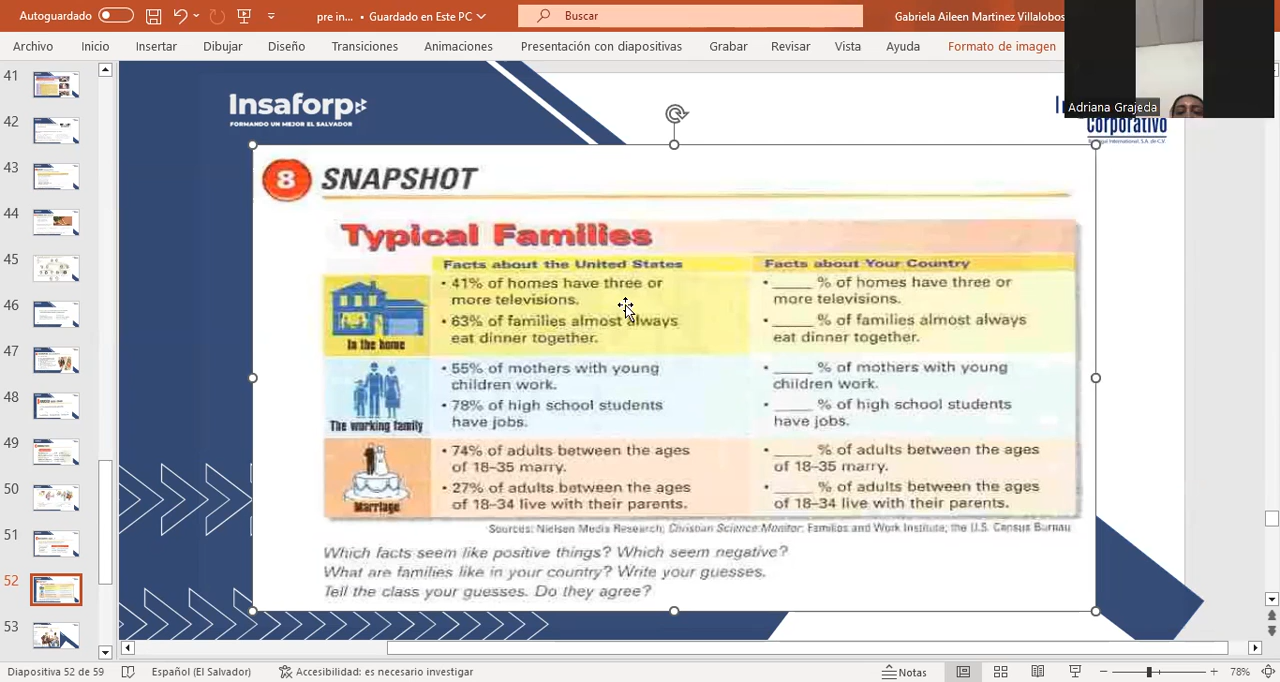 Autoguardado
pre in... • Guardado en Este PC
Buscar
Gabriela Aileen Martinez Villalobos
Archivo Inicio Insertar Dibujar Diseño Transiciones Animaciones Presentación con diapositivas Grabar Revisar Vista Ayuda Formato de imagen
Adriana Grajeda
41
42
43
44
45
46
47
48
49
50
51
52
53
Insaforp
FORMANDO UN MEJOR EL SALVADOR
Corporativo
8 SNAPSHOT
Typical Families
Facts about the United States
Facts about Your Country
In the home
• 41% of homes have three or
more televisions.
• 63% of families almost always
eat dinner together.
• ____ % of homes have three or
more televisions.
• ____ % of families almost always
eat dinner together.
The working family
• 55% of mothers with young
children work.
• 78% of high school students
have jobs.
• ____ % of mothers with young
children work.
• ____ % of high school students
have jobs.
Marriage
• 74% of adults between the ages
of 18–35 marry.
• 27% of adults between the ages
of 18–34 live with their parents.
• ____ % of adults between the ages
of 18–35 marry.
• ____ % of adults between the ages
of 18–34 live with their parents.
Sources: Nielsen Media Research; Christian Science Monitor; Families and Work Institute; the U.S. Census Bureau
Which facts seem like positive things? Which seem negative?
What are families like in your country? Write your guesses.
Tell the class your guesses. Do they agree?
Diapositiva 52 de 59
Español (El Salvador)
Accesibilidad: es necesario investigar
Notas
78%